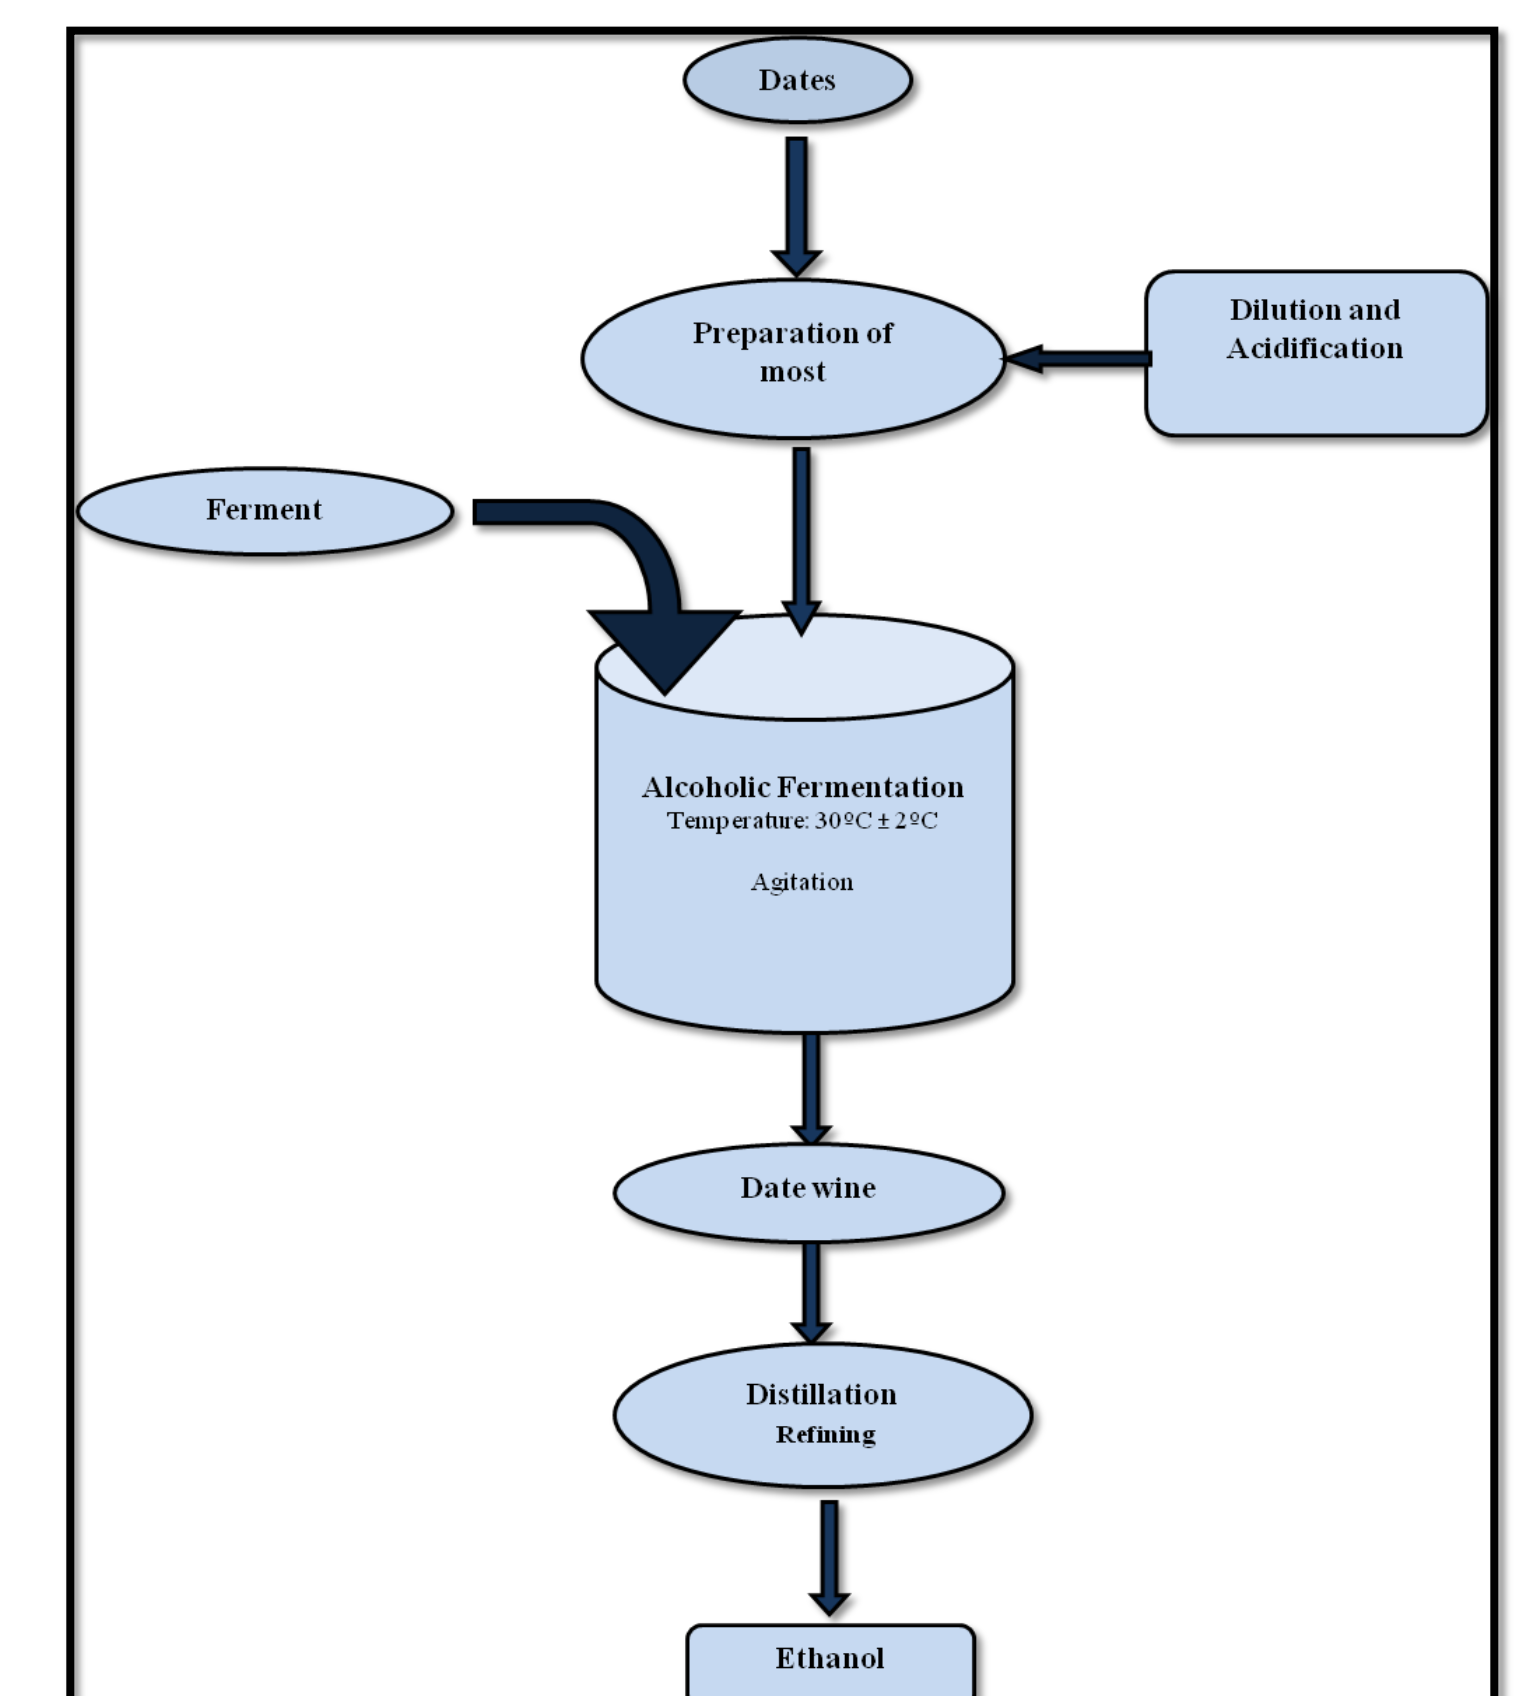 Dates
Preparation of
most
Dilution and
Acidification
Ferment
Alcoholic Fermentation
Temperature: 30ºC ± 2ºC
Agitation
Date wine
Distillation
Refining
Ethanol